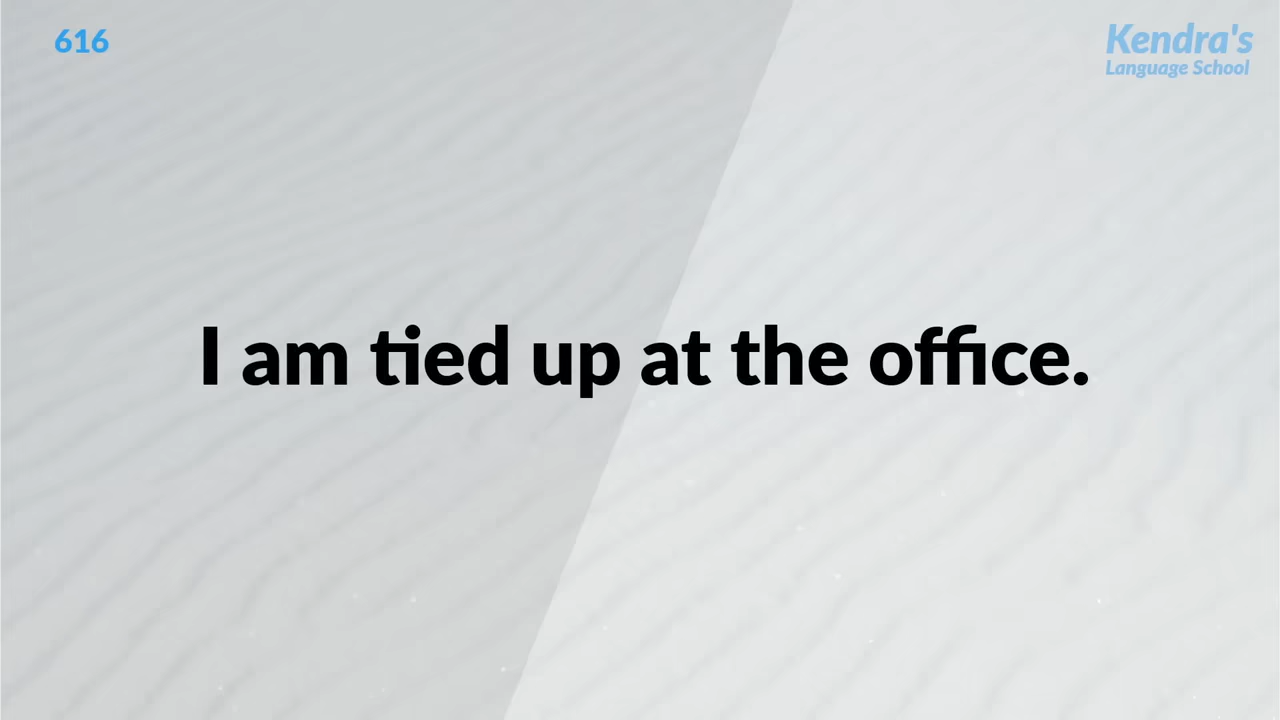 616
Kendra's
Language School
I am tied up at the office.